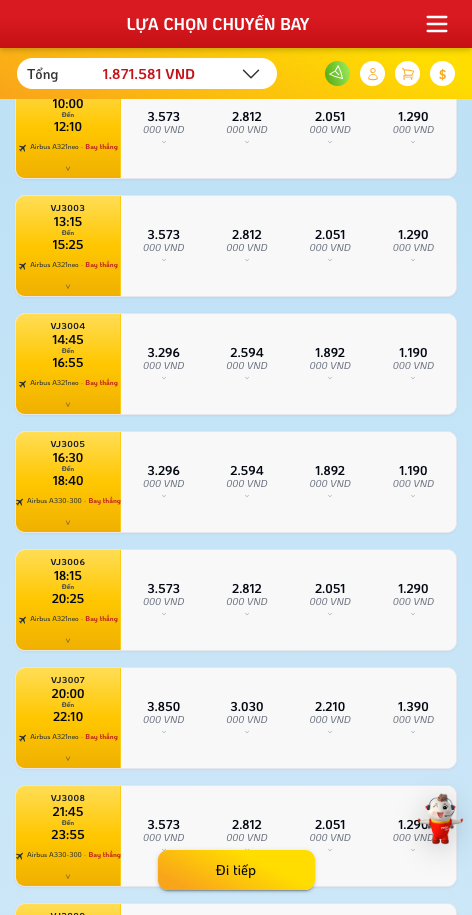 LỰA CHỌN CHUYẾN BAY
Tổng 1.871.581 VND
$
10:00
Đến
12:10
Airbus A321neo - Bay thẳng
3.573 2.812 2.051 1.290
000 VND 000 VND 000 VND 000 VND
VJ3003
13:15
Đến
15:25
Airbus A321neo - Bay thẳng
3.573 2.812 2.051 1.290
000 VND 000 VND 000 VND 000 VND
VJ3004
14:45
Đến
16:55
Airbus A321neo - Bay thẳng
3.296 2.594 1.892 1.190
000 VND 000 VND 000 VND 000 VND
VJ3005
16:30
Đến
18:40
Airbus A330-300 - Bay thẳng
3.296 2.594 1.892 1.190
000 VND 000 VND 000 VND 000 VND
VJ3006
18:15
Đến
20:25
Airbus A321neo - Bay thẳng
3.573 2.812 2.051 1.290
000 VND 000 VND 000 VND 000 VND
VJ3007
20:00
Đến
22:10
Airbus A321neo - Bay thẳng
3.850 3.030 2.210 1.390
000 VND 000 VND 000 VND 000 VND
VJ3008
21:45
Đến
23:55
Airbus A330-300 - Bay thẳng
3.573 2.812 2.051 1.290
000 VND 000 VND 000 VND 000 VND
Đi tiếp